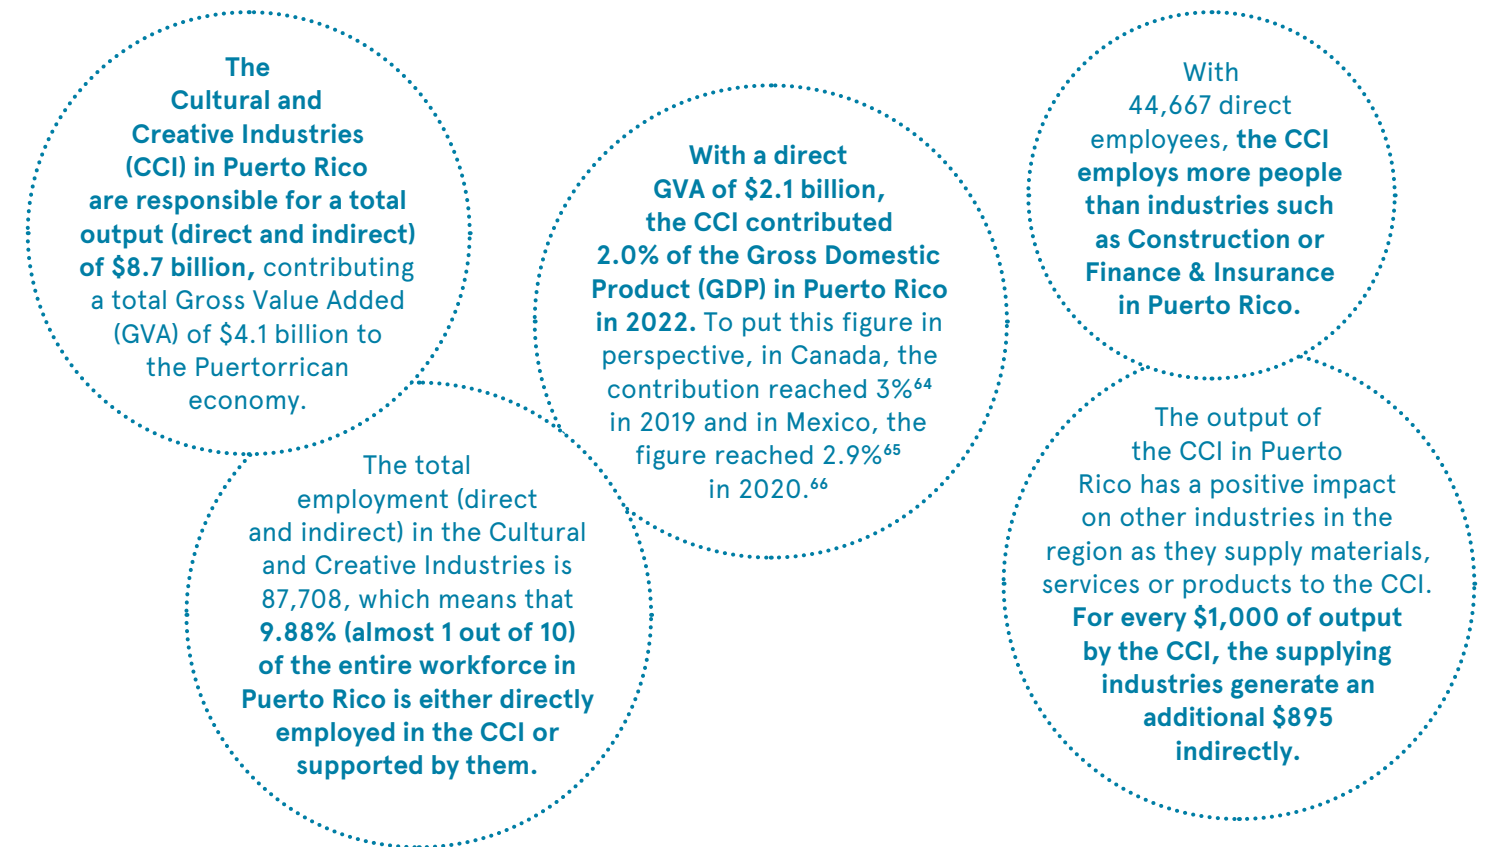 The
Cultural and
Creative Industries
(CCI) in Puerto Rico
are responsible for a total
output (direct and indirect)
of $8.7 billion, contributing
a total Gross Value Added
(GVA) of $4.1 billion to
the Puertorrican
economy.
The total
employment (direct
and indirect) in the Cultural
and Creative Industries is
87,708, which means that
9.88% (almost 1 out of 10)
of the entire workforce in
Puerto Rico is either directly
employed in the CCI or
supported by them.
With a direct
GVA of $2.1 billion,
the CCI contributed
2.0% of the Gross Domestic
Product (GDP) in Puerto Rico
in 2022. To put this figure in
perspective, in Canada, the
contribution reached 3%⁶⁴
in 2019 and in Mexico, the
figure reached 2.9%⁶⁵
in 2020.⁶⁶
With
44,667 direct
employees, the CCI
employs more people
than industries such
as Construction or
Finance & Insurance
in Puerto Rico.
The output of
the CCI in Puerto
Rico has a positive impact
on other industries in the
region as they supply materials,
services or products to the CCI.
For every $1,000 of output
by the CCI, the supplying
industries generate an
additional $895
indirectly.